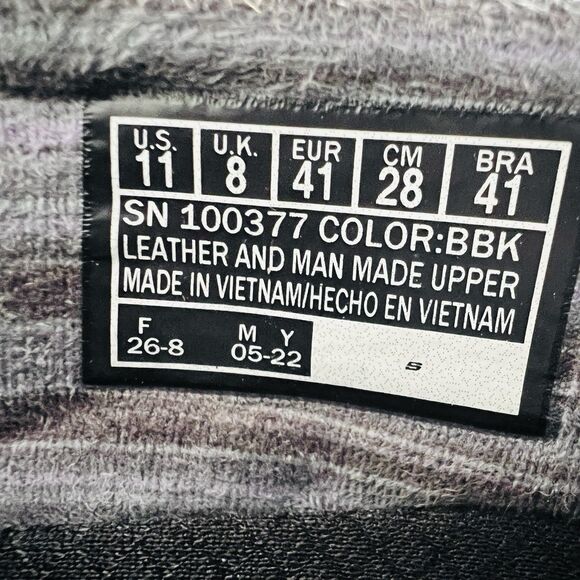 U.S. U.K. EUR CM BRA
11 8 41 28 41
SN 100377 COLOR:BBK
LEATHER AND MAN MADE UPPER
MADE IN VIETNAM/HECHO EN VIETNAM
F M Y
26-8 05-22
S